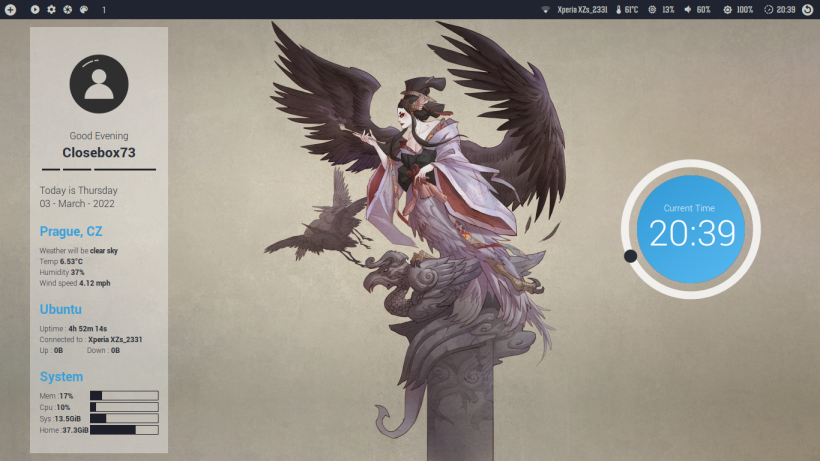 1
Xperia XZs_2331 61°C 13% 60% 100% 20:39
Good Evening
Closebox73
Today is Thursday
03 - March - 2022
Prague, CZ
Weather will be clear sky
Temp 6.53°C
Humidity 37%
Wind speed 4.12 mph
Ubuntu
Uptime : 4h 52m 14s
Connected to : Xperia XZs_2331
Up : 0B Down : 0B
System
Mem :17%
Cpu :10%
Sys :13.5GiB
Home :37.3GiB
Current Time
20:39